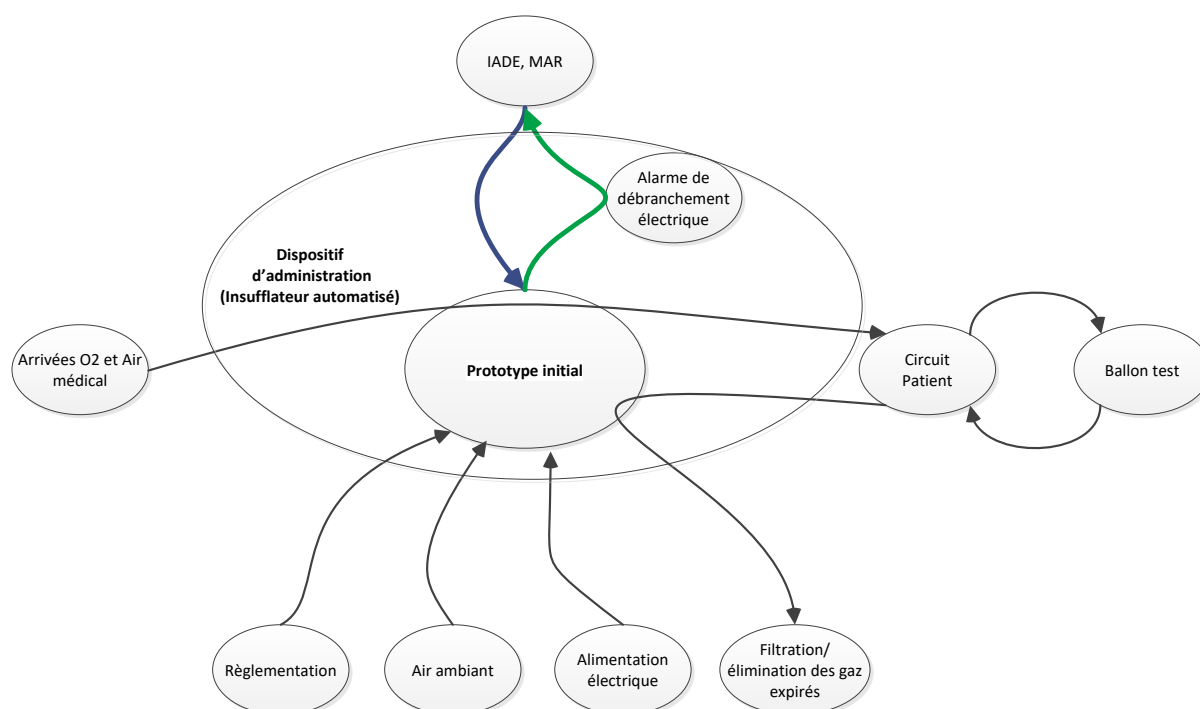 IADE, MAR
Alarme de
débranchement
électrique
Dispositif
d’administration
(Insufflateur automatisé)
Arrivées O2 et Air
médical
Prototype initial
Circuit
Patient
Ballon test
Règlementation
Air ambiant
Alimentation
électrique
Filtration/
élimination des gaz
expirés